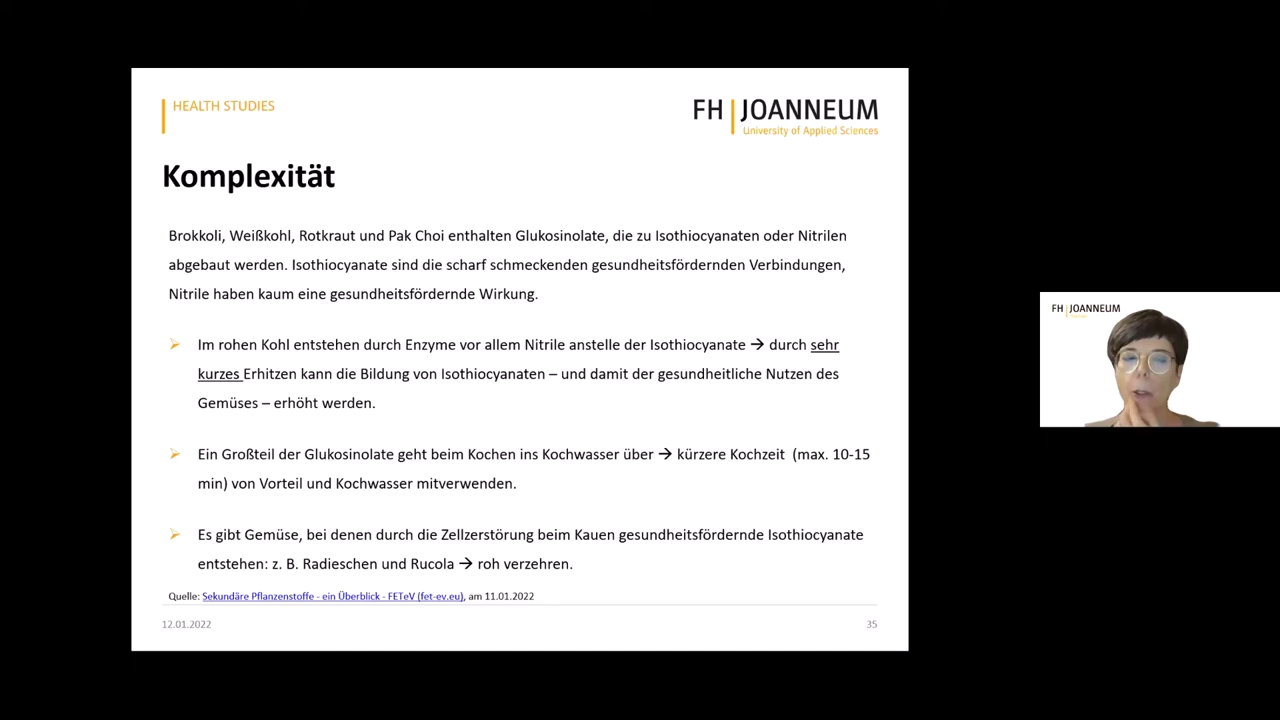 HEALTH STUDIES
FH JOANNEUM
University of Applied Sciences
Komplexität
Brokkoli, Weißkohl, Rotkraut und Pak Choi enthalten Glukosinolate, die zu Isothiocyanaten oder Nitrilen
abgebaut werden. Isothiocyanate sind die scharf schmeckenden gesundheitsfördernden Verbindungen,
Nitrile haben kaum eine gesundheitsfördernde Wirkung.
➢ Im rohen Kohl entstehen durch Enzyme vor allem Nitrile anstelle der Isothiocyanate → durch sehr
kurzes Erhitzen kann die Bildung von Isothiocyanaten – und damit der gesundheitliche Nutzen des
Gemüses – erhöht werden.
➢ Ein Großteil der Glukosinolate geht beim Kochen ins Kochwasser über → kürzere Kochzeit (max. 10-15
min) von Vorteil und Kochwasser mitverwenden.
➢ Es gibt Gemüse, bei denen durch die Zellzerstörung beim Kauen gesundheitsfördernde Isothiocyanate
entstehen: z. B. Radieschen und Rucola → roh verzehren.
Quelle: Sekundäre Pflanzenstoffe - ein Überblick - FETeV (fet-ev.eu), am 11.01.2022
12.01.2022
35
FH JOANNEUM